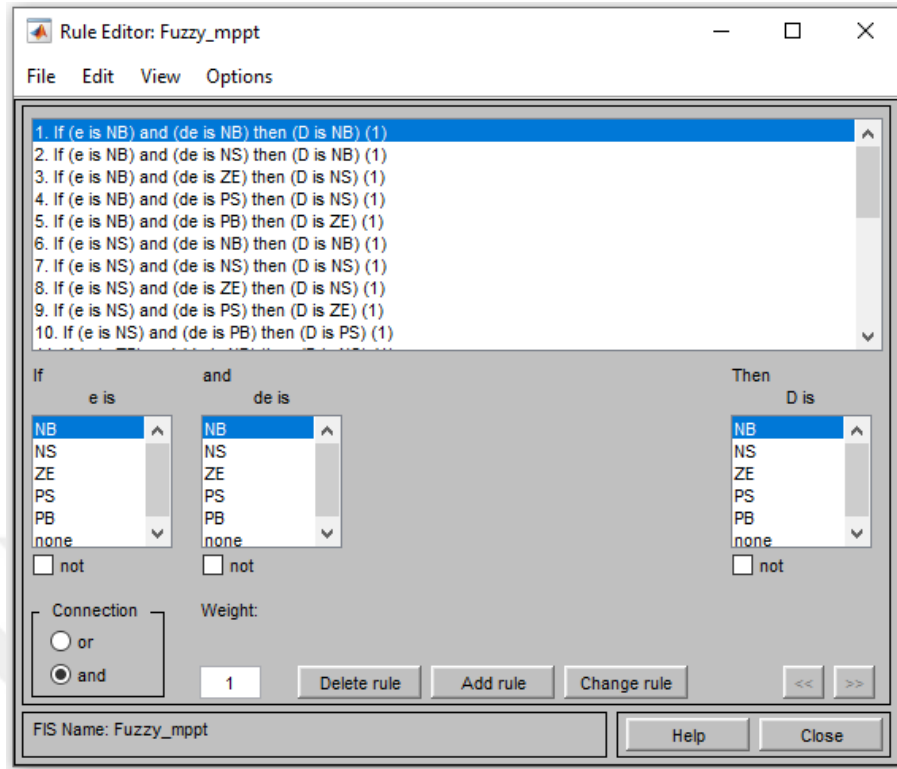 Rule Editor: Fuzzy_mppt
File Edit View Options
1. If (e is NB) and (de is NB) then (D is NB) (1)
2. If (e is NB) and (de is NS) then (D is NB) (1)
3. If (e is NB) and (de is ZE) then (D is NS) (1)
4. If (e is NB) and (de is PS) then (D is NS) (1)
5. If (e is NB) and (de is PB) then (D is ZE) (1)
6. If (e is NS) and (de is NB) then (D is NB) (1)
7. If (e is NS) and (de is NS) then (D is NS) (1)
8. If (e is NS) and (de is ZE) then (D is NS) (1)
9. If (e is NS) and (de is PS) then (D is ZE) (1)
10. If (e is NS) and (de is PB) then (D is PS) (1)
If and Then
e is de is D is
NB NB NB
NS NS NS
ZE ZE ZE
PS PS PS
PB PB PB
none none none
not not not
Connection Weight:
or
and 1 Delete rule Add rule Change rule << >>
FIS Name: Fuzzy_mppt Help Close